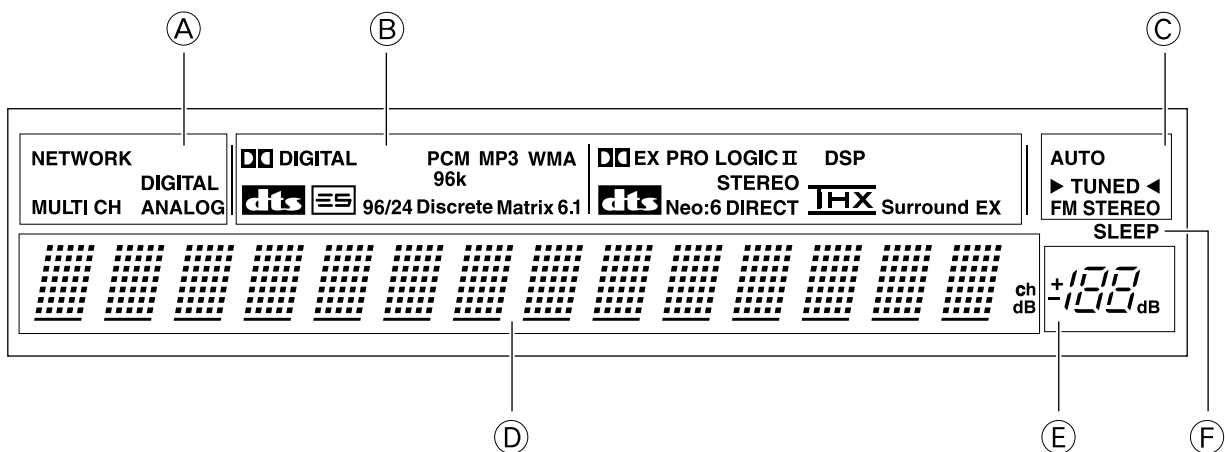 A B C
NETWORK
DIGITAL
MULTI CH ANALOG
DIGITAL PCM MP3 WMA
96k
dts ES 96/24 Discrete Matrix 6.1
EX PRO LOGIC II DSP
STEREO
dts Neo:6 DIRECT THX Surround EX
AUTO
▶ TUNED ◀
FM STEREO
SLEEP
ch
dB
+
-188 dB
D E F